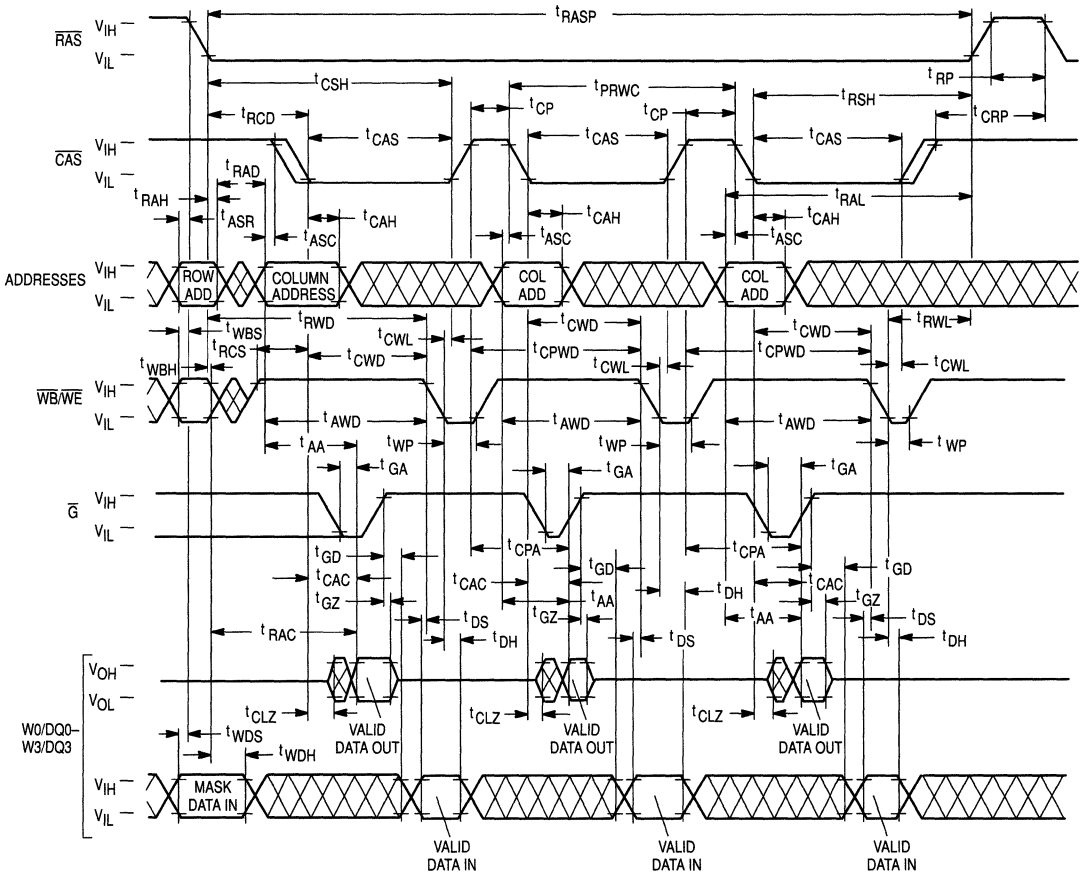 tRASP
RAS VIH
VIL
tRP
tCSH
tPRWC
tRSH
tRCD
tCP
tCP
tCRP
tCAS
tCAS
tCAS
CAS VIH
VIL
tRAD
tRAH
tRAL
tASR
tCAH
tCAH
tCAH
tASC
tASC
tASC
ADDRESSES VIH
VIL
ROW
ADD
COLUMN
ADDRESS
COL
ADD
COL
ADD
tRWD
tCWD
tCWD
tRWL
tWBS
tCWL
tRCS
tCWD
tCPWD
tCPWD
tWBH
tCWL
tCWL
WB/WE VIH
VIL
tAWD
tAWD
tAWD
tAA
tWP
tWP
tWP
tGA
tGA
tGA
G VIH
VIL
tGD
tCPA
tCPA
tGD
tGD
tCAC
tCAC
tCAC
tDH
tGZ
tAA
tGZ
tDS
tGZ
tAA
tDS
tRAC
tDH
tDS
tDH
VOH
VOL
tCLZ
tCLZ
tCLZ
VALID
DATA OUT
VALID
DATA OUT
VALID
DATA OUT
W0/DQ0–
W3/DQ3
tWDS
tWDH
VIH
VIL
MASK
DATA IN
VALID
DATA IN
VALID
DATA IN
VALID
DATA IN